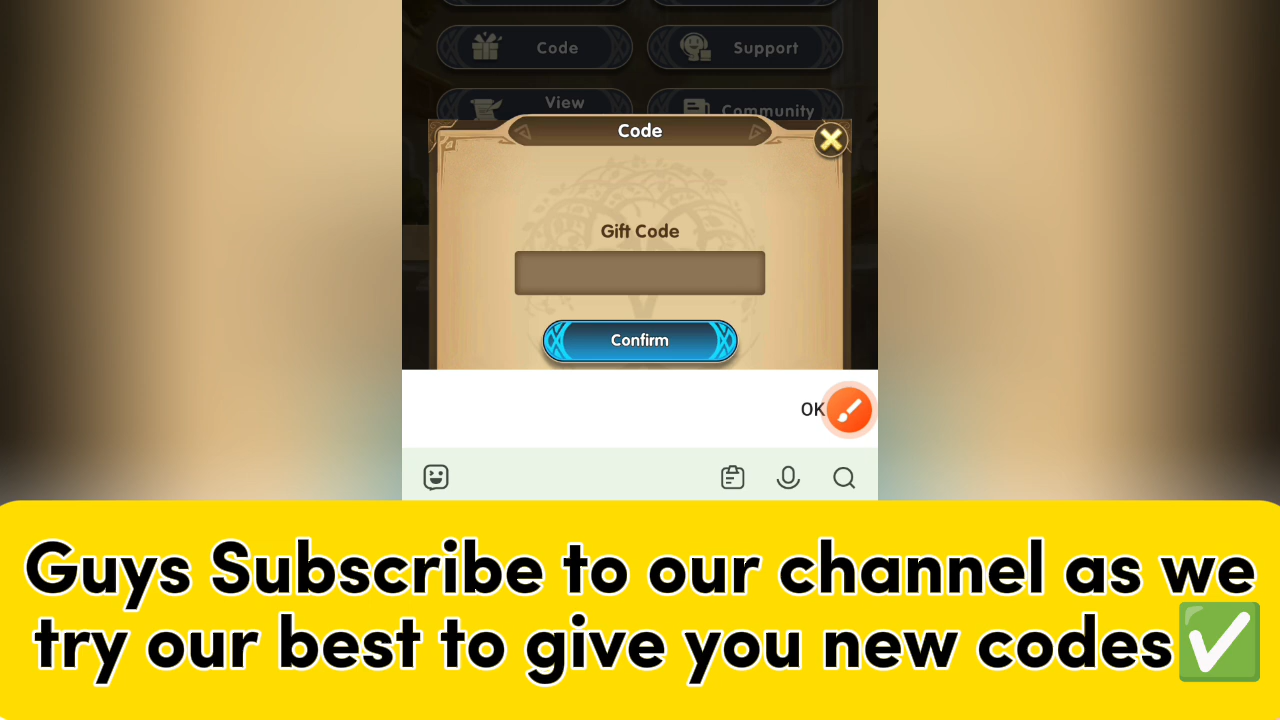 Code
Support
View
Community
Code
Gift Code
Confirm
OK
Guys Subscribe to our channel as we
try our best to give you new codes✅